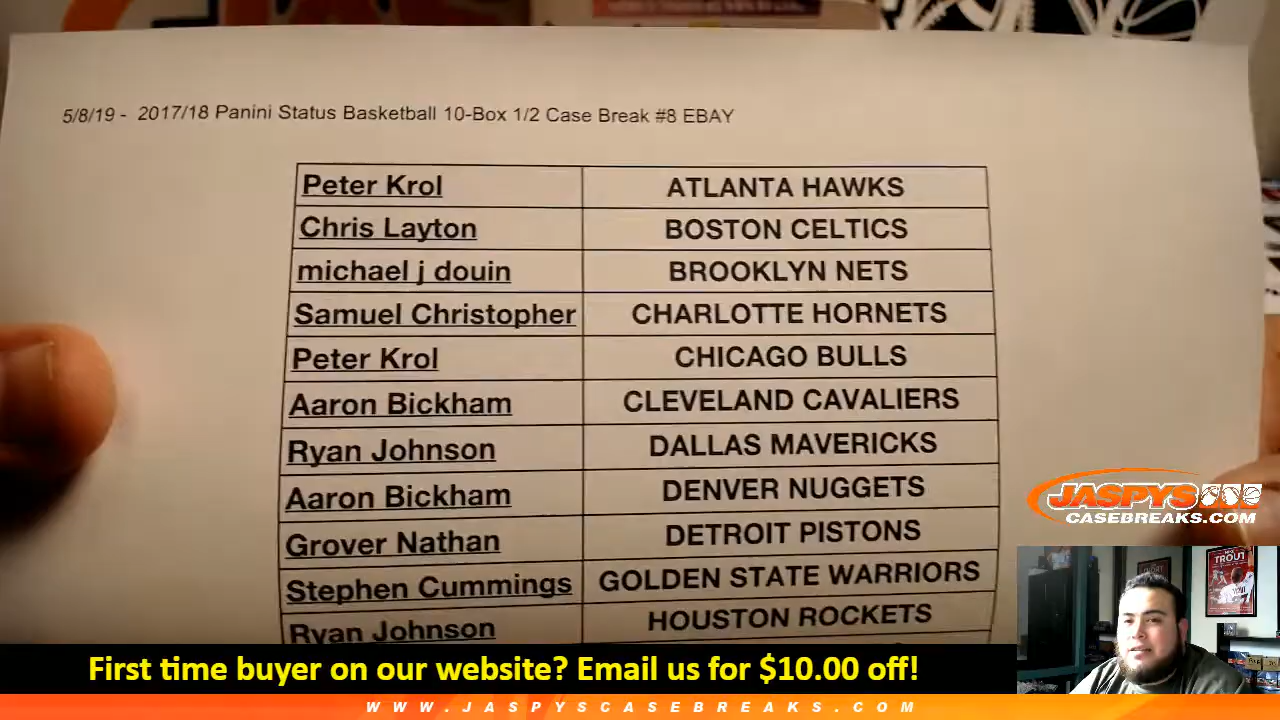 5/8/19 - 2017/18 Panini Status Basketball 10-Box 1/2 Case Break #8 EBAY
Peter Krol ATLANTA HAWKS
Chris Layton BOSTON CELTICS
michael j douin BROOKLYN NETS
Samuel Christopher CHARLOTTE HORNETS
Peter Krol CHICAGO BULLS
Aaron Bickham CLEVELAND CAVALIERS
Ryan Johnson DALLAS MAVERICKS
Aaron Bickham DENVER NUGGETS
Grover Nathan DETROIT PISTONS
Stephen Cummings GOLDEN STATE WARRIORS
Ryan Johnson HOUSTON ROCKETS
JASPYS
CASEBREAKS.COM
TROUT
First time buyer on our website? Email us for $10.00 off!
WWW.JASPYSCASEBREAKS.COM